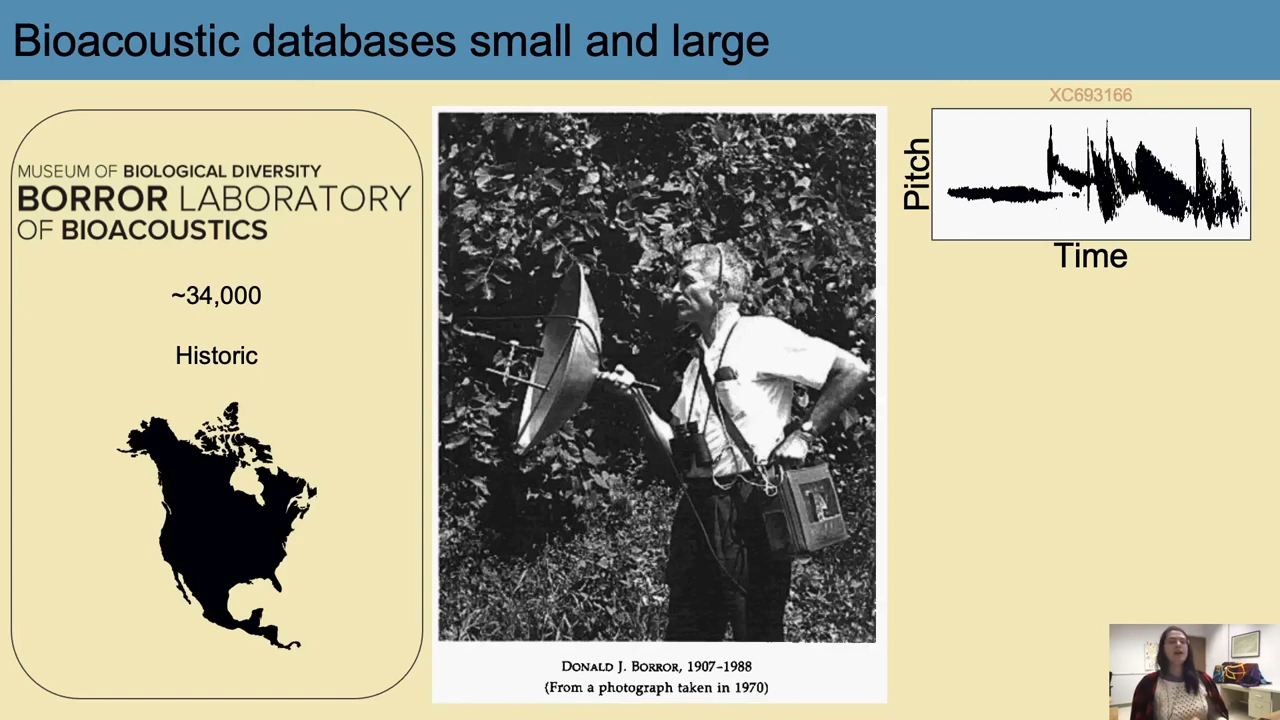 Bioacoustic databases small and large
MUSEUM OF BIOLOGICAL DIVERSITY
BORROR LABORATORY
OF BIOACOUSTICS
~34,000
Historic
DONALD J. BORROR, 1907–1988
(From a photograph taken in 1970)
XC693166
Pitch
Time